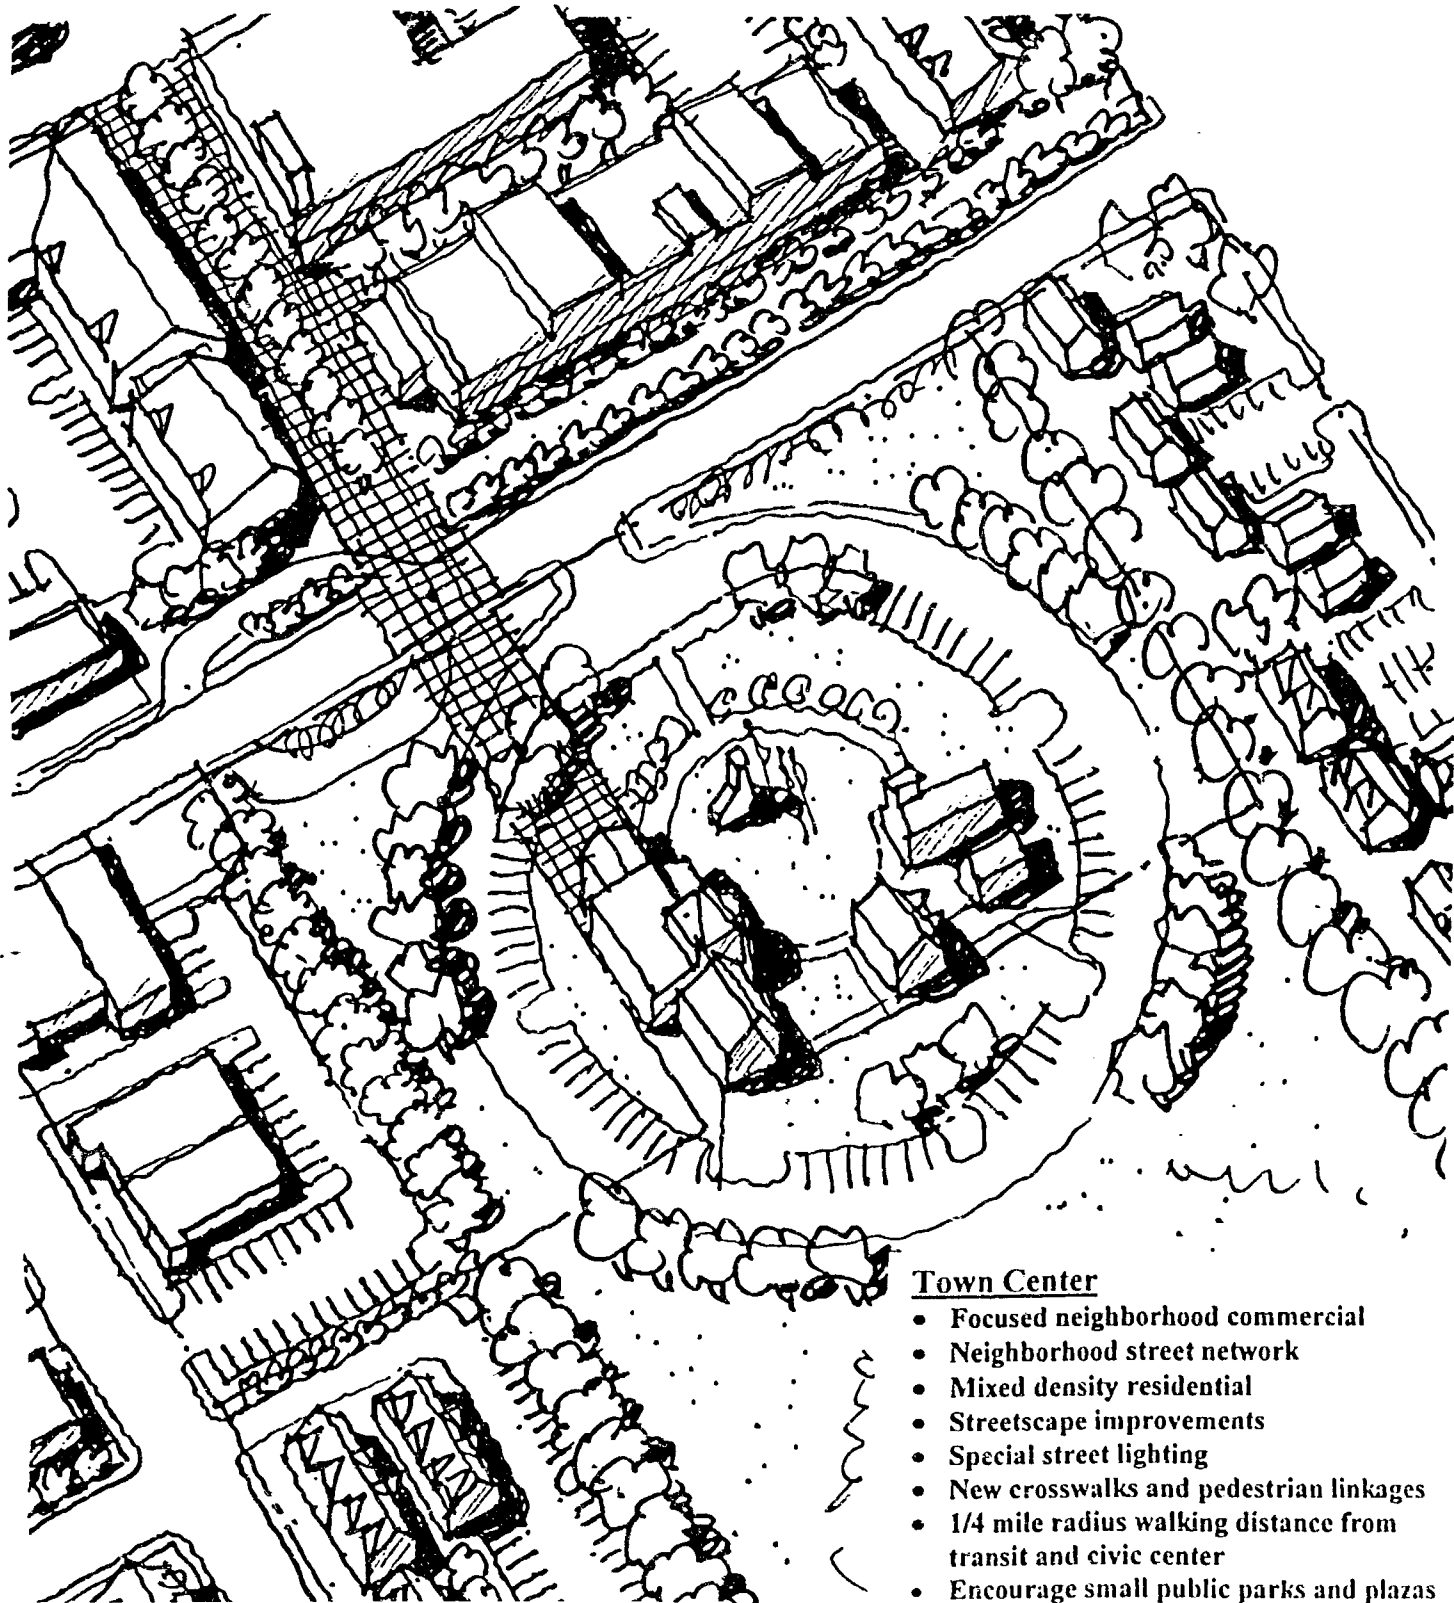 Town Center
• Focused neighborhood commercial
• Neighborhood street network
• Mixed density residential
• Streetscape improvements
• Special street lighting
• New crosswalks and pedestrian linkages
• 1/4 mile radius walking distance from
transit and civic center
• Encourage small public parks and plazas